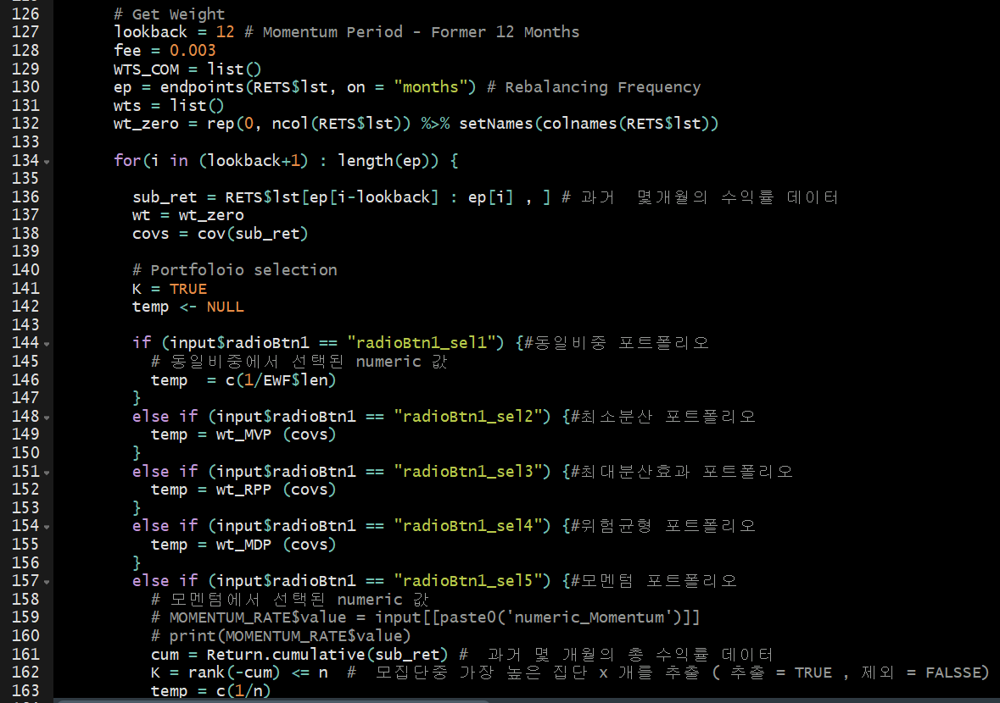 126 # Get Weight
127 lookback = 12 # Momentum Period - Former 12 Months
128 fee = 0.003
129 WTS_COM = list()
130 ep = endpoints(RETS$lst, on = "months") # Rebalancing Frequency
131 wts = list()
132 wt_zero = rep(0, ncol(RETS$lst)) %>% setNames(colnames(RETS$lst))
133
134 for(i in (lookback+1) : length(ep)) {
135
136 sub_ret = RETS$lst[ep[i-lookback] : ep[i] , ] # 과거 몇개월의 수익률 데이터
137 wt = wt_zero
138 covs = cov(sub_ret)
139
140 # Portfoloio selection
141 K = TRUE
142 temp <- NULL
143
144 if (input$radioBtn1 == "radioBtn1_sel1") {#동일비중 포트폴리오
145 # 동일비중에서 선택된 numeric 값
146 temp = c(1/EWF$len)
147 }
148 else if (input$radioBtn1 == "radioBtn1_sel2") {#최소분산 포트폴리오
149 temp = wt_MVP (covs)
150 }
151 else if (input$radioBtn1 == "radioBtn1_sel3") {#최대분산효과 포트폴리오
152 temp = wt_RPP (covs)
153 }
154 else if (input$radioBtn1 == "radioBtn1_sel4") {#위험균형 포트폴리오
155 temp = wt_MDP (covs)
156 }
157 else if (input$radioBtn1 == "radioBtn1_sel5") {#모멘텀 포트폴리오
158 # 모멘텀에서 선택된 numeric 값
159 # MOMENTUM_RATE$value = input[[paste0('numeric_Momentum')]]
160 # print(MOMENTUM_RATE$value)
161 cum = Return.cumulative(sub_ret) # 과거 몇 개월의 총 수익률 데이터
162 K = rank(-cum) <= n # 모집단중 가장 높은 집단 x 개를 추출 ( 추출 = TRUE , 제외 = FALSSE)
163 temp = c(1/n)